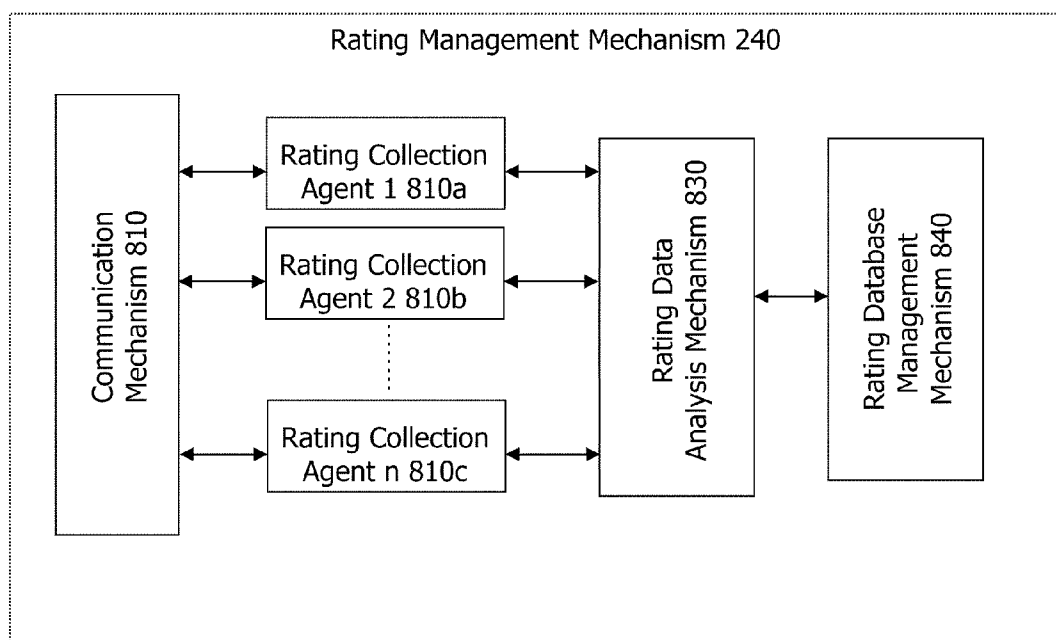 Rating Management Mechanism 240
Communication
Mechanism 810
Rating Collection
Agent 1 810a
Rating Collection
Agent 2 810b
Rating Collection
Agent n 810c
Rating Data
Analysis Mechanism 830
Rating Database
Management
Mechanism 840